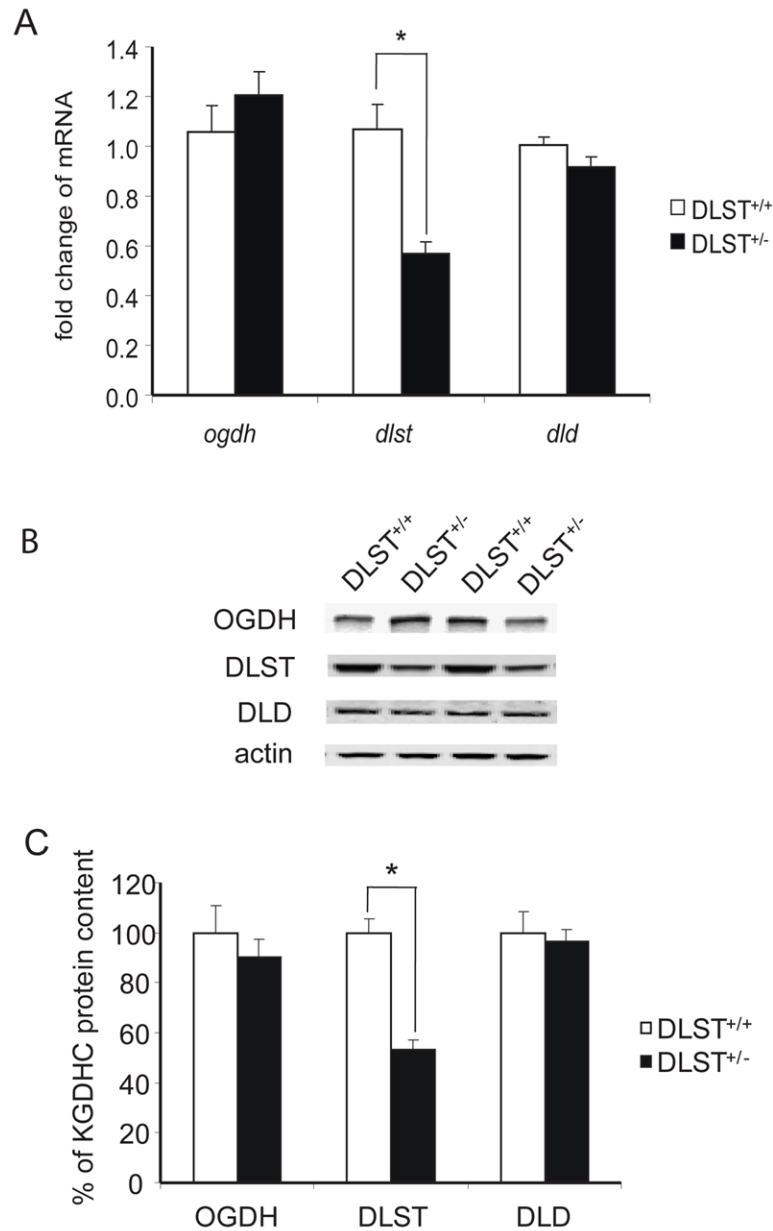 A
fold change of mRNA
1.4
1.2
1.0
0.8
0.6
0.4
0.2
0.0
*
ogdh dlst dld
DLST+/+
DLST+/-
B
DLST+/+ DLST+/- DLST+/+ DLST+/-
OGDH
DLST
DLD
actin
C
% of KGDHC protein content
120
100
80
60
40
20
0
*
OGDH DLST DLD
DLST+/+
DLST+/-